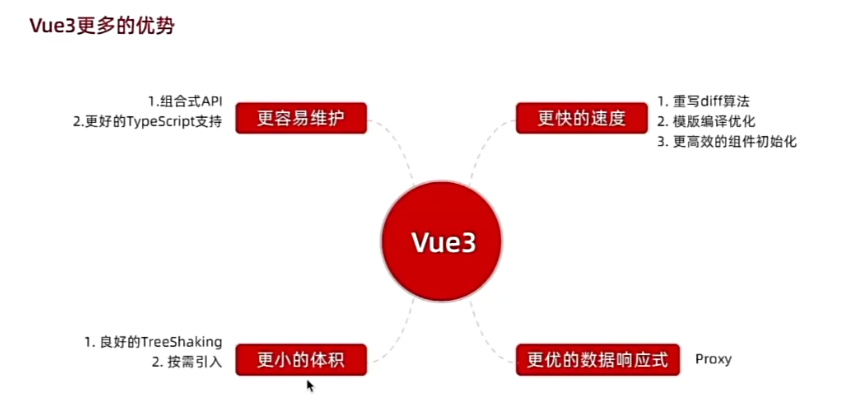 Vue3更多的优势
1.组合式API
2.更好的TypeScript支持
更容易维护
更快的速度
1. 重写diff算法
2. 模版编译优化
3. 更高效的组件初始化
Vue3
1. 良好的TreeShaking
2. 按需引入
更小的体积
更优的数据响应式
Proxy